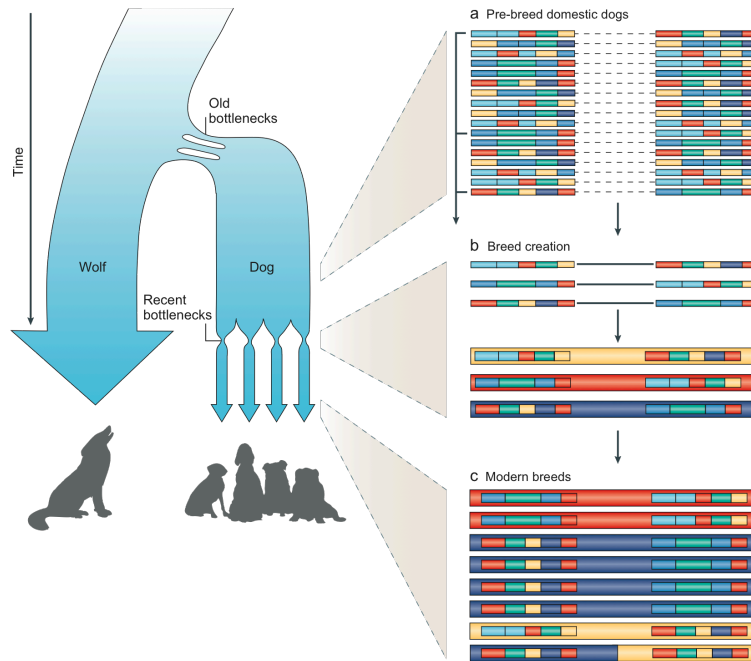 a Pre-breed domestic dogs
Old
bottlenecks
Time
Wolf
Dog
b Breed creation
Recent
bottlenecks
c Modern breeds